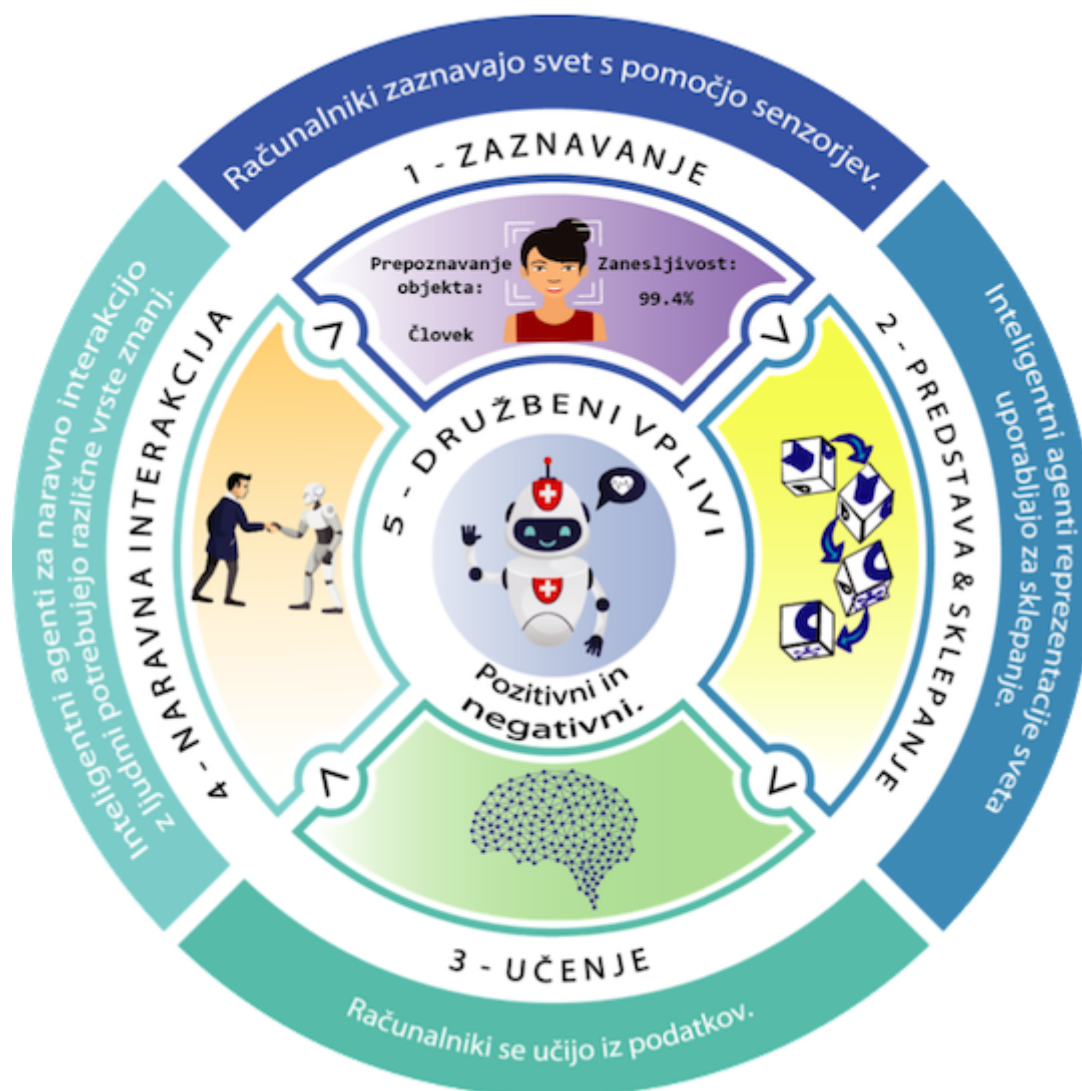 Računalniki zaznavajo svet s pomočjo senzorjev.
1 - ZAZNAVANJE
Prepoznavanje
objekta:
Človek
Zanesljivost:
99.4%
2 - PREDSTAVA & SKLEPANJE
Inteligentni agenti reprezentacije sveta
uporabljajo za sklepanje.
3 - UČENJE
Računalniki se učijo iz podatkov.
4 - NARAVNA INTERAKCIJA
Inteligentni agenti za naravno interakcijo
z ljudmi potrebujejo različne vrste znanj.
5 - DRUŽBENI VPLIVI
Pozitivni in
negativni.